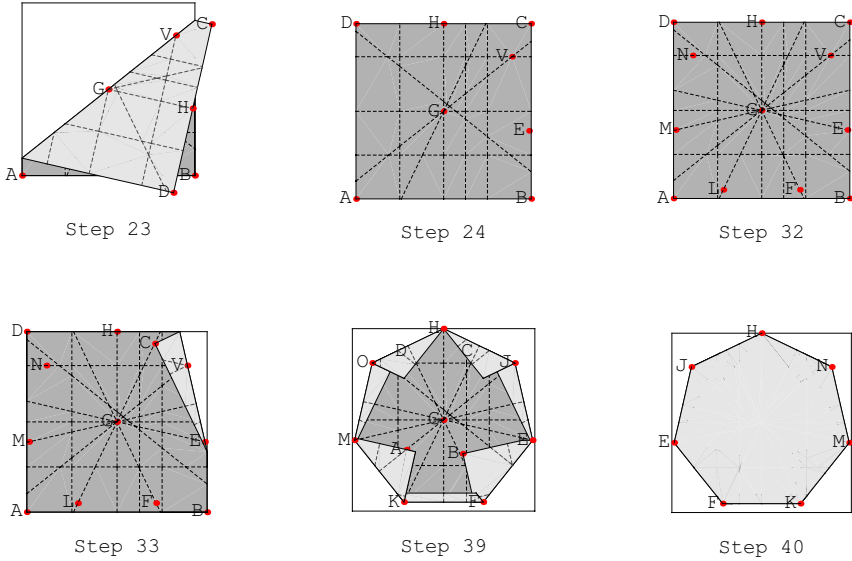 V C
G
H
A B
D
Step 23
D H C
V
G
E
A B
Step 24
D H C
N V
G
M E
L F
A B
Step 32
D H
C
N V
G
M E
L F
A B
Step 33
H
D C
O J
G
M E
A B
K F
Step 39
H
J N
E M
F K
Step 40